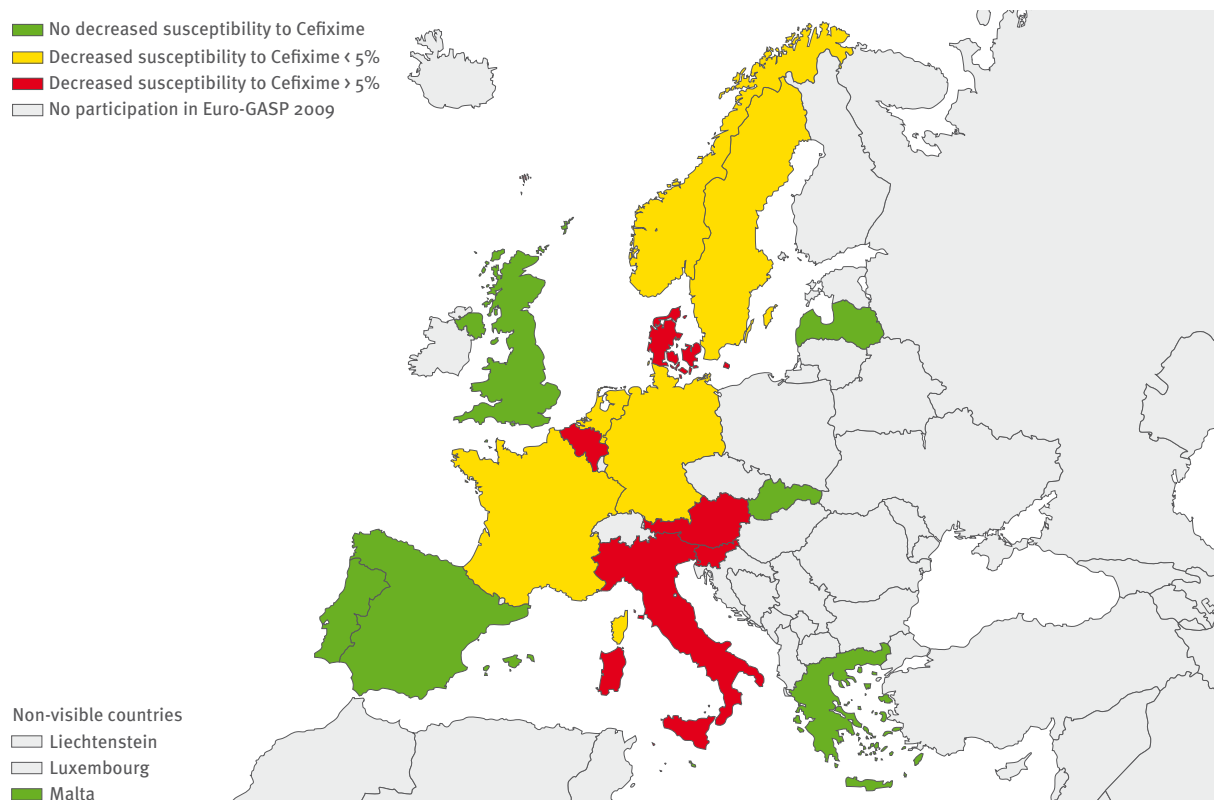 No decreased susceptibility to Cefixime
Decreased susceptibility to Cefixime < 5%
Decreased susceptibility to Cefixime > 5%
No participation in Euro-GASP 2009
Non-visible countries
Liechtenstein
Luxembourg
Malta